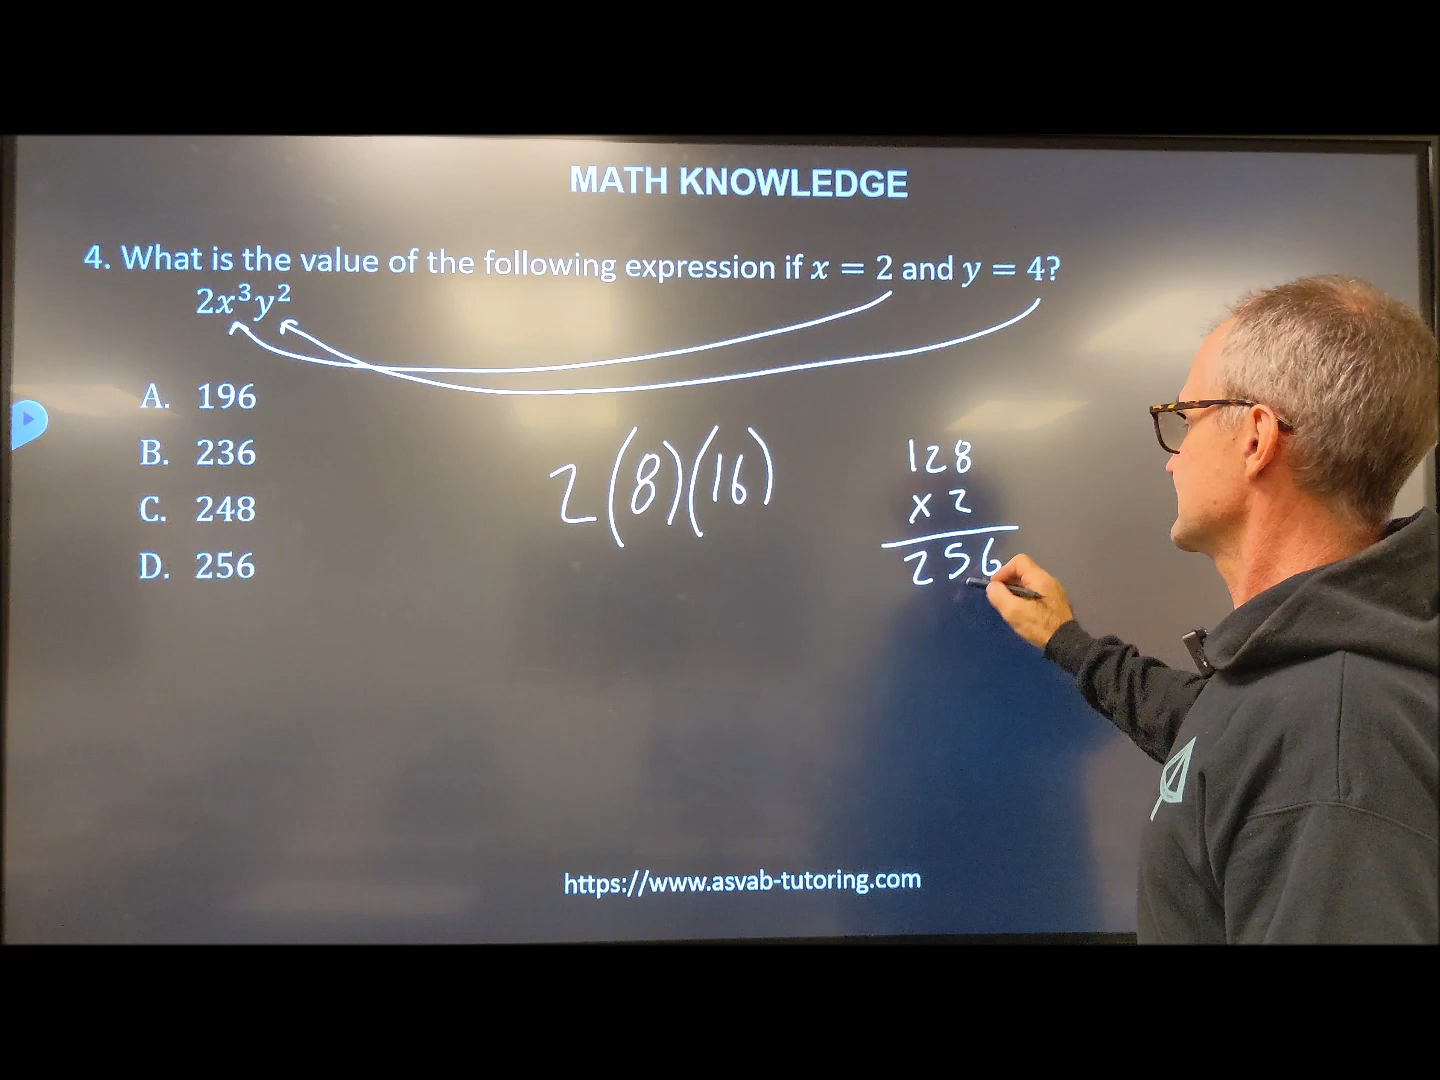 MATH KNOWLEDGE
4. What is the value of the following expression if x = 2 and y = 4?
2x³y²
A. 196
B. 236
C. 248
D. 256
2(8)(16)
128
x 2
256
https://www.asvab-tutoring.com